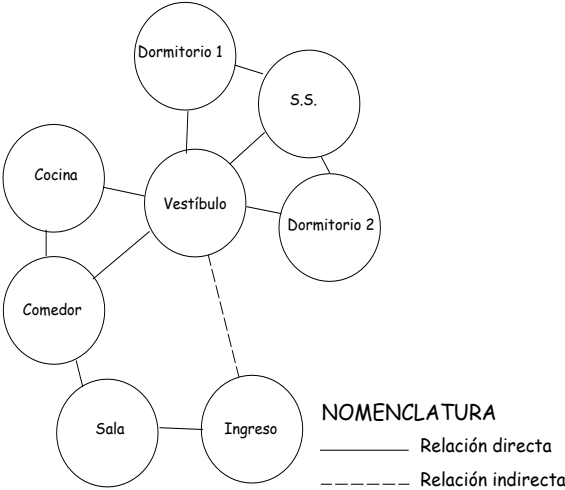 Dormitorio 1
S.S.
Cocina
Vestíbulo
Dormitorio 2
Comedor
Sala
Ingreso
NOMENCLATURA
Relación directa
Relación indirecta